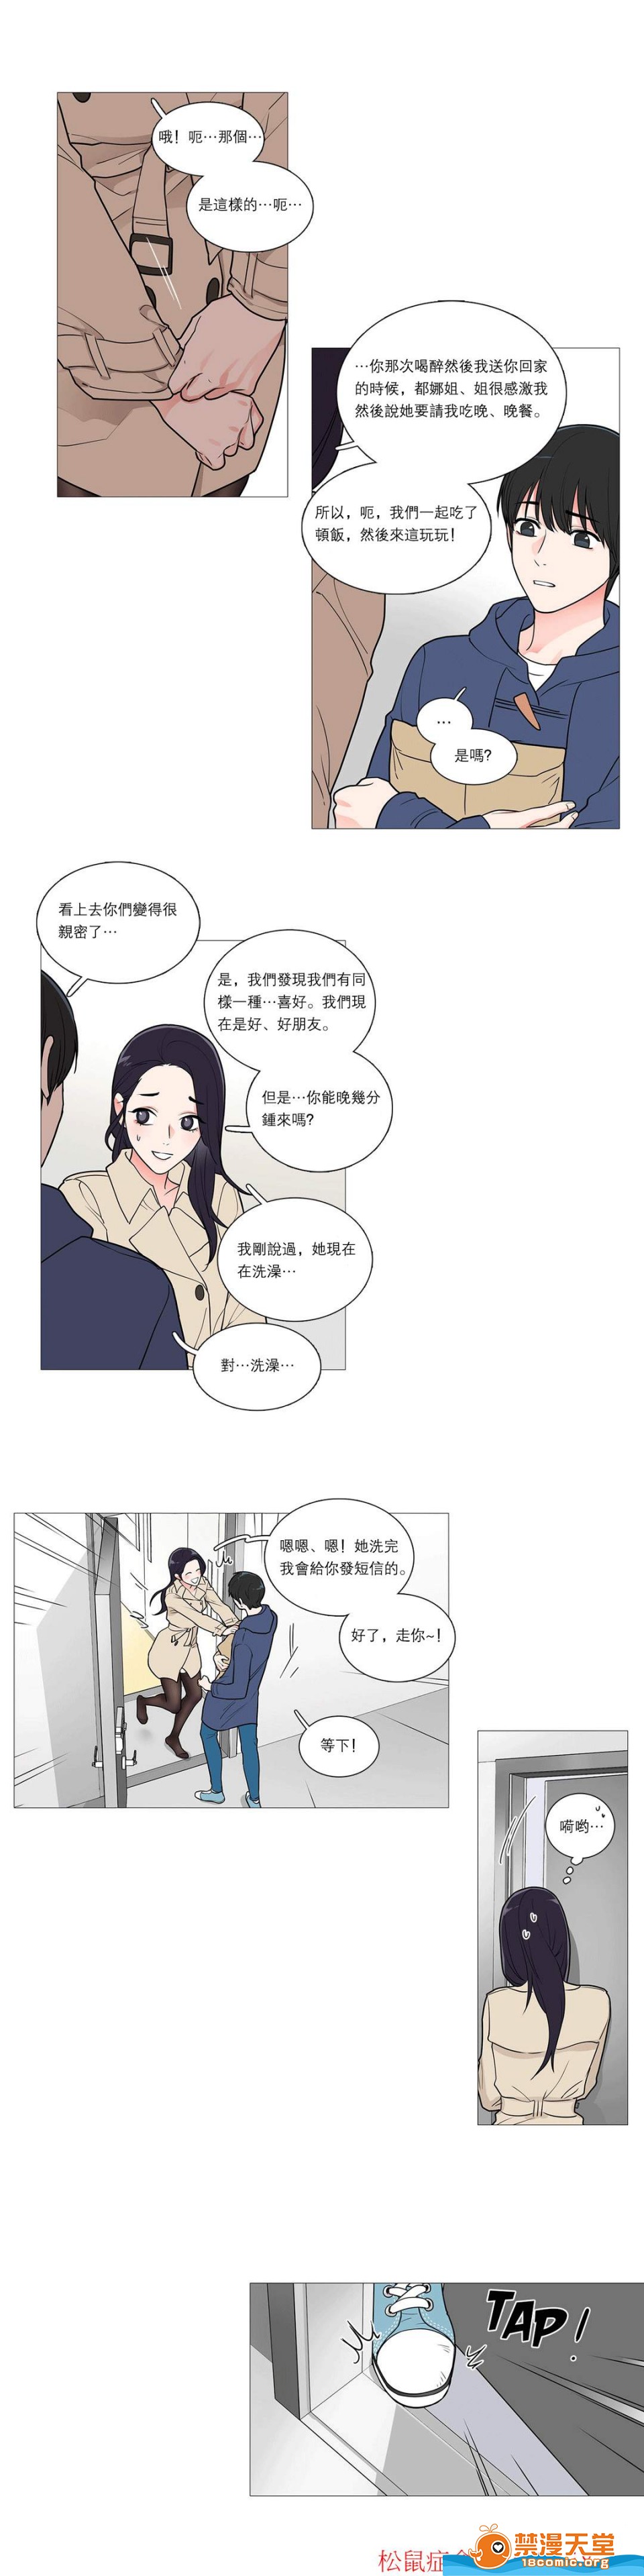 哦！呃⋯那個⋯
是這樣的⋯呃⋯
⋯你那次喝醉然後我送你回家
的時候，都娜姐、姐很感激我
然後說她要請我吃晚、晚餐。
所以，呃，我們一起吃了
頓飯，然後來這玩玩！
⋯
是嗎？
看上去你們變得很
親密了⋯
是，我們發現我們有同
樣一種⋯喜好。我們現
在是好、好朋友。
但是⋯你能晚幾分
鍾來嗎？
我剛說過，她現在
在洗澡⋯
對⋯洗澡⋯
嗯嗯、嗯！她洗完
我會給你發短信的。
好了，走你~！
等下！
嗬喲⋯
TAP!
松鼠症
禁漫天堂
18comic.org